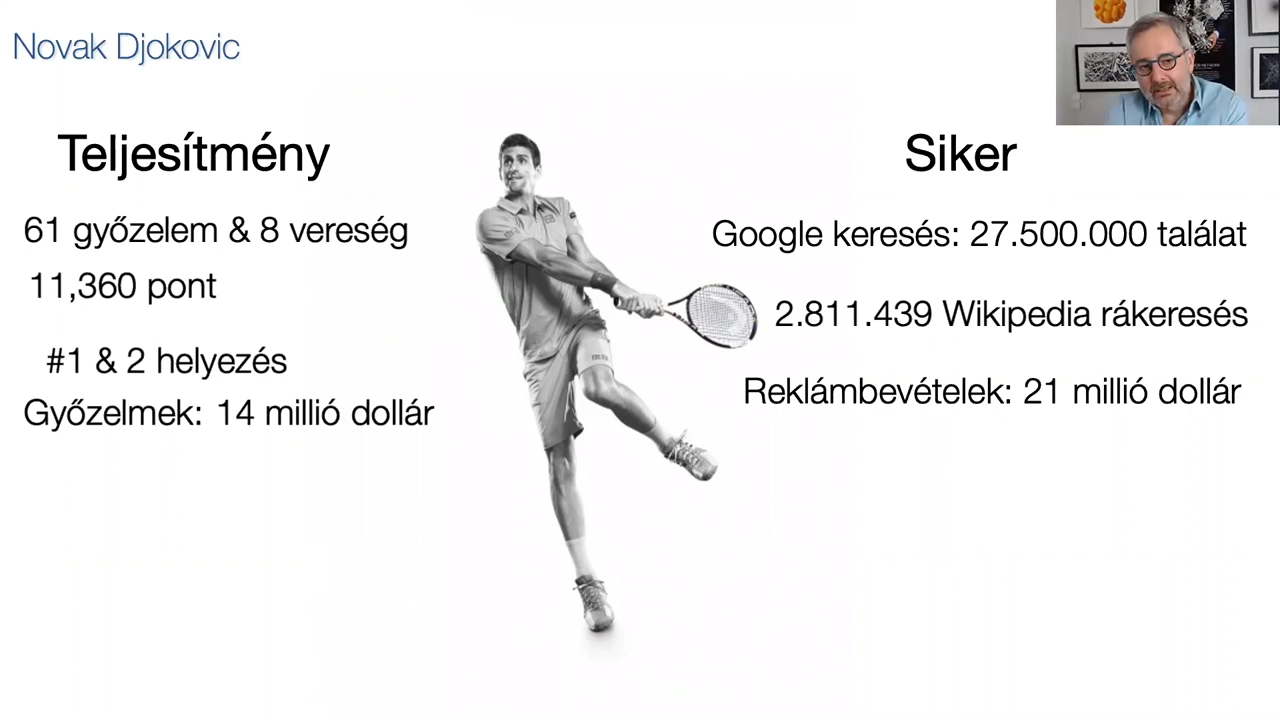 Novak Djokovic
Teljesítmény
61 győzelem & 8 vereség
11,360 pont
#1 & 2 helyezés
Győzelmek: 14 millió dollár
Siker
Google keresés: 27.500.000 találat
2.811.439 Wikipedia rákeresés
Reklámbevételek: 21 millió dollár